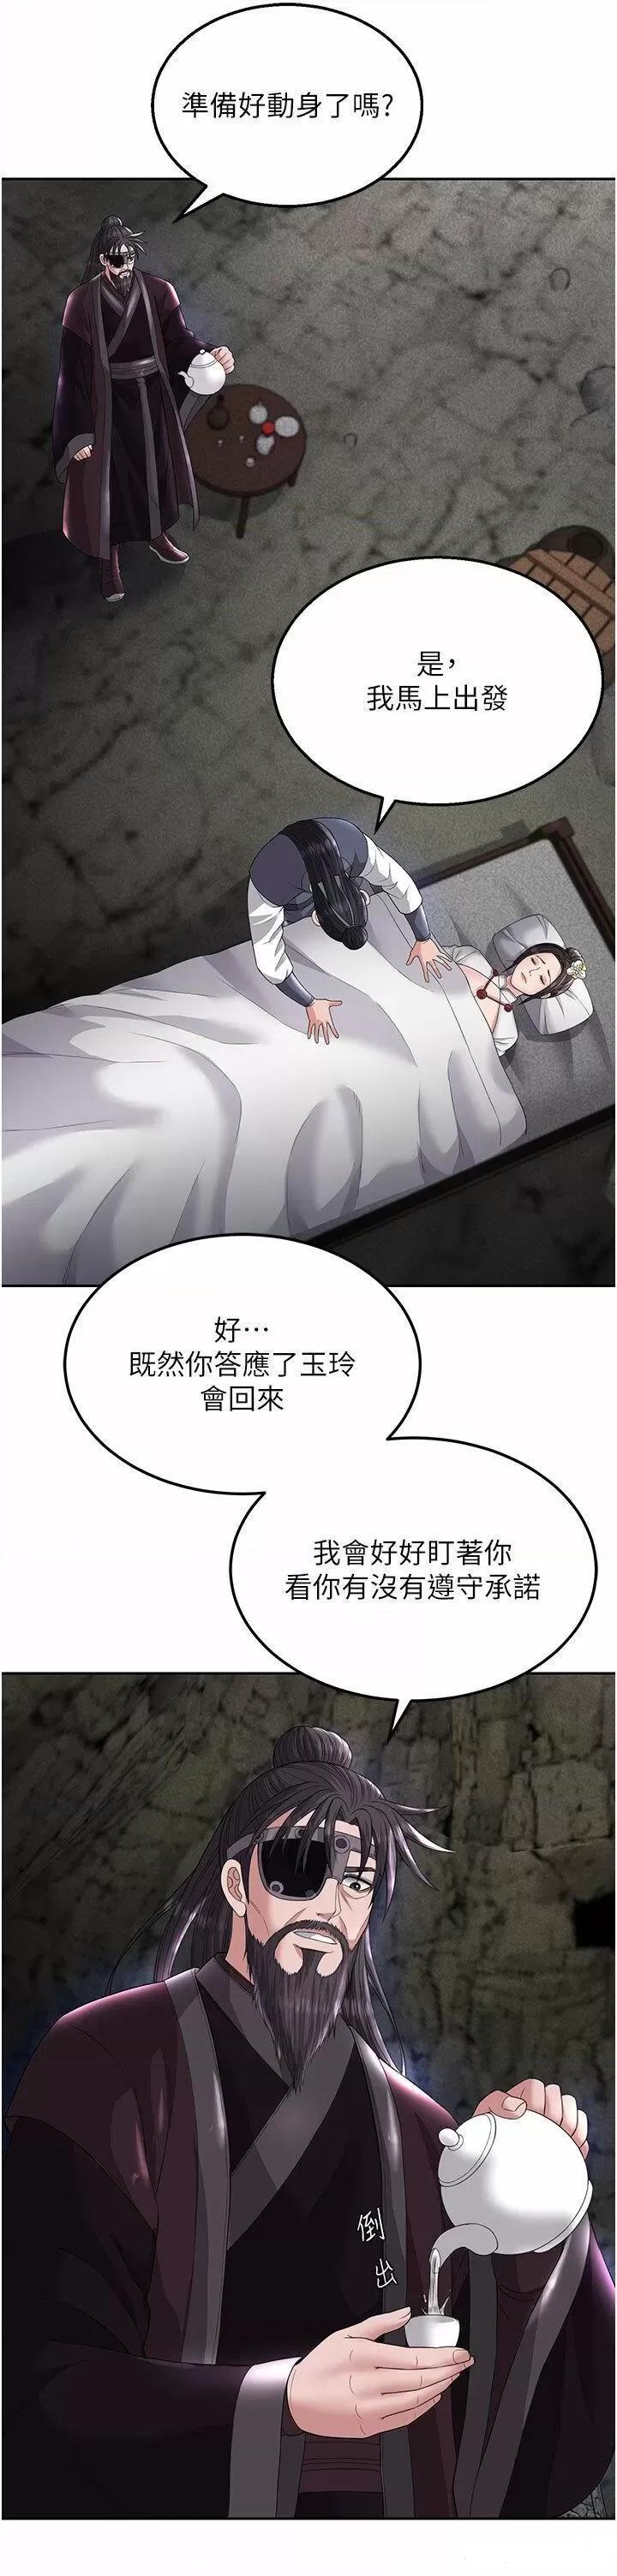 準備好動身了嗎?
是,
我馬上出發
好…
既然你答應了玉玲
會回來
我會好好盯著你
看你有沒有遵守承諾
倒
出